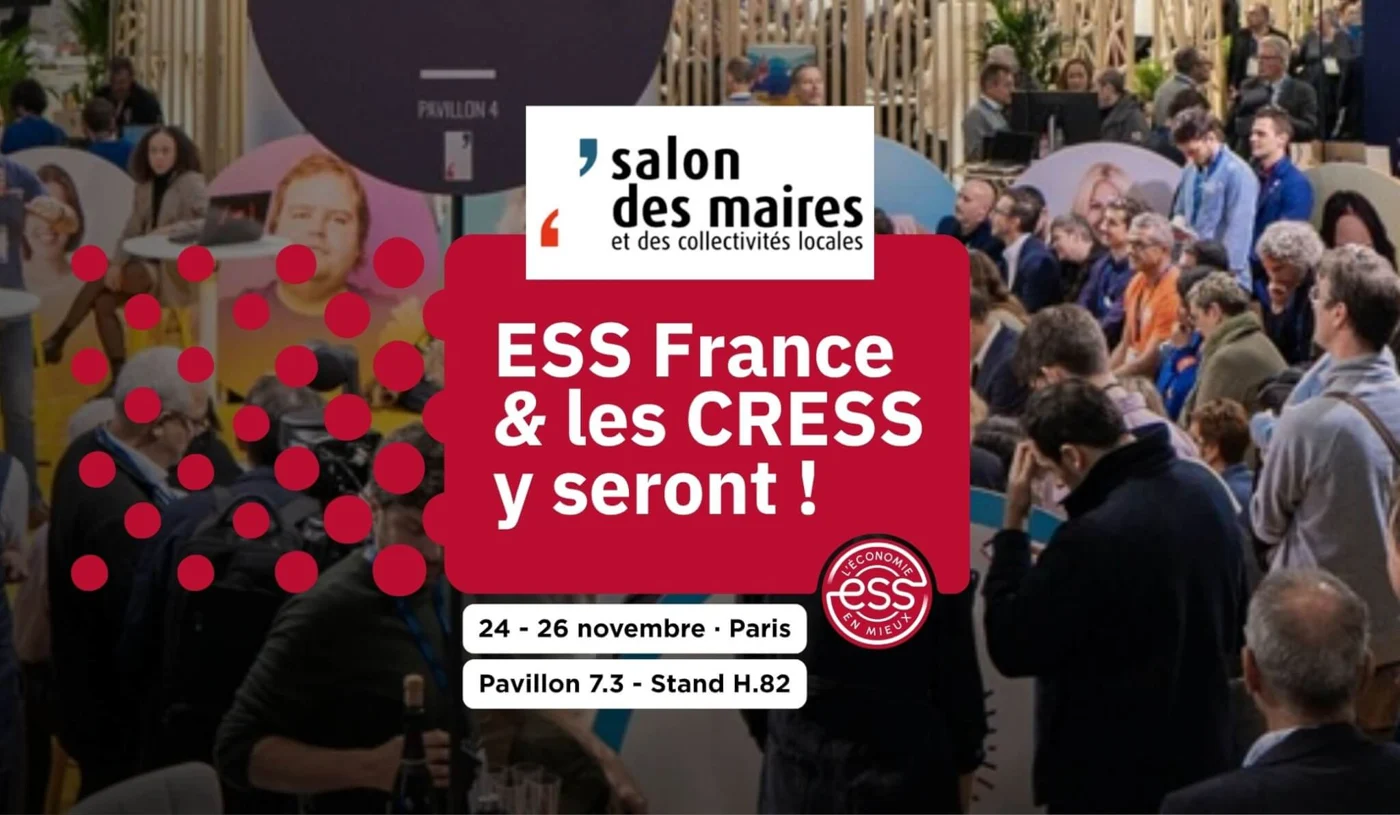 PAVILLON 4
salon
des maires
et des collectivités locales
ESS France
& les CRESS
y seront !
L'ÉCONOMIE
ess
EN MIEUX
24 - 26 novembre · Paris
Pavillon 7.3 - Stand H.82